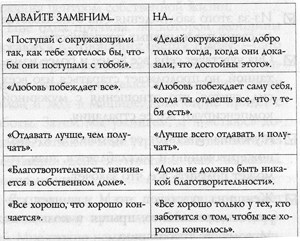 ДАВАЙТЕ ЗАМЕНИМ...
НА...
«Поступай с окружающими
так, как тебе хотелось бы, что-
бы они поступали с тобой».
«Делай окружающим добро
только тогда, когда они дока-
зали, что достойны этого».
«Любовь побеждает все».
«Любовь побеждает саму себя,
когда ты отдаешь все, что у те-
бя есть».
«Отдавать лучше, чем полу-
чать».
«Лучше всего отдавать и полу-
чать».
«Благотворительность начина-
ется в собственном доме».
«Дома не должно быть ника-
кой благотворительности».
«Все хорошо, что хорошо кон-
чается».
«Все хорошо только у тех, кто
заботится о том, чтобы все хо-
рошо кончилось».